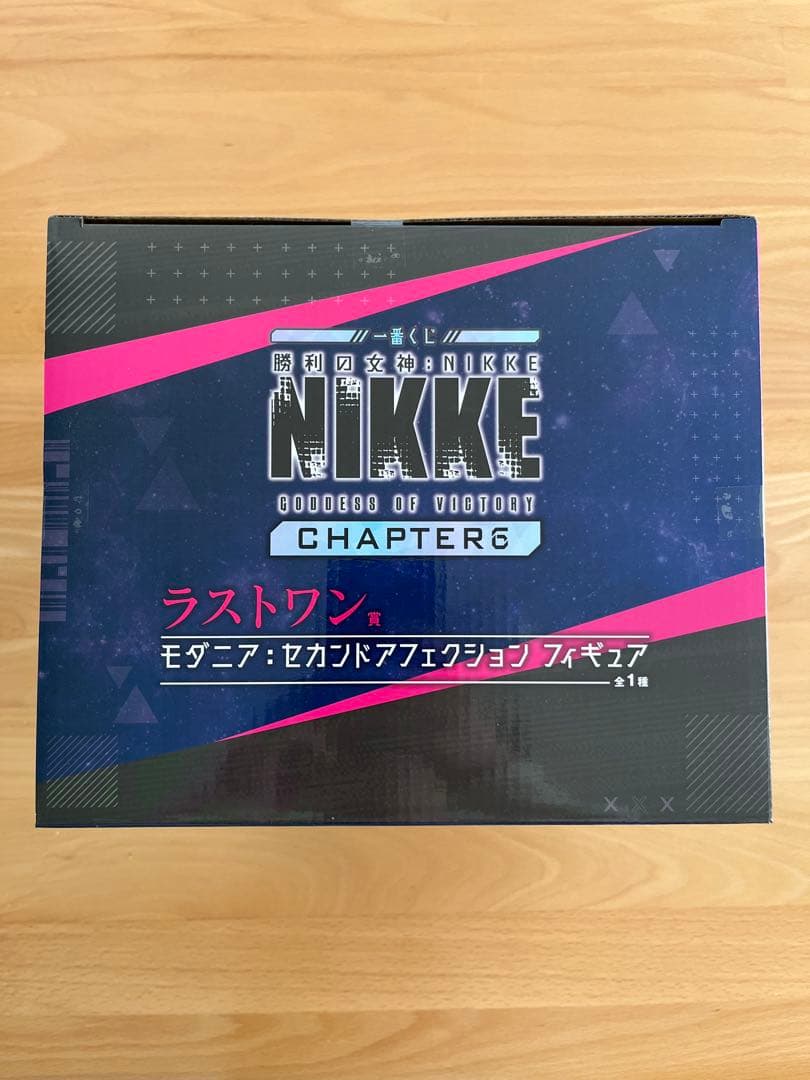 一番くじ
勝利の女神:NIKKE
NIKKE
GODDESS OF VICTORY
CHAPTER6
ラストワン賞
モダニア:セカンドアフェクション フィギュア
全1種
X X X